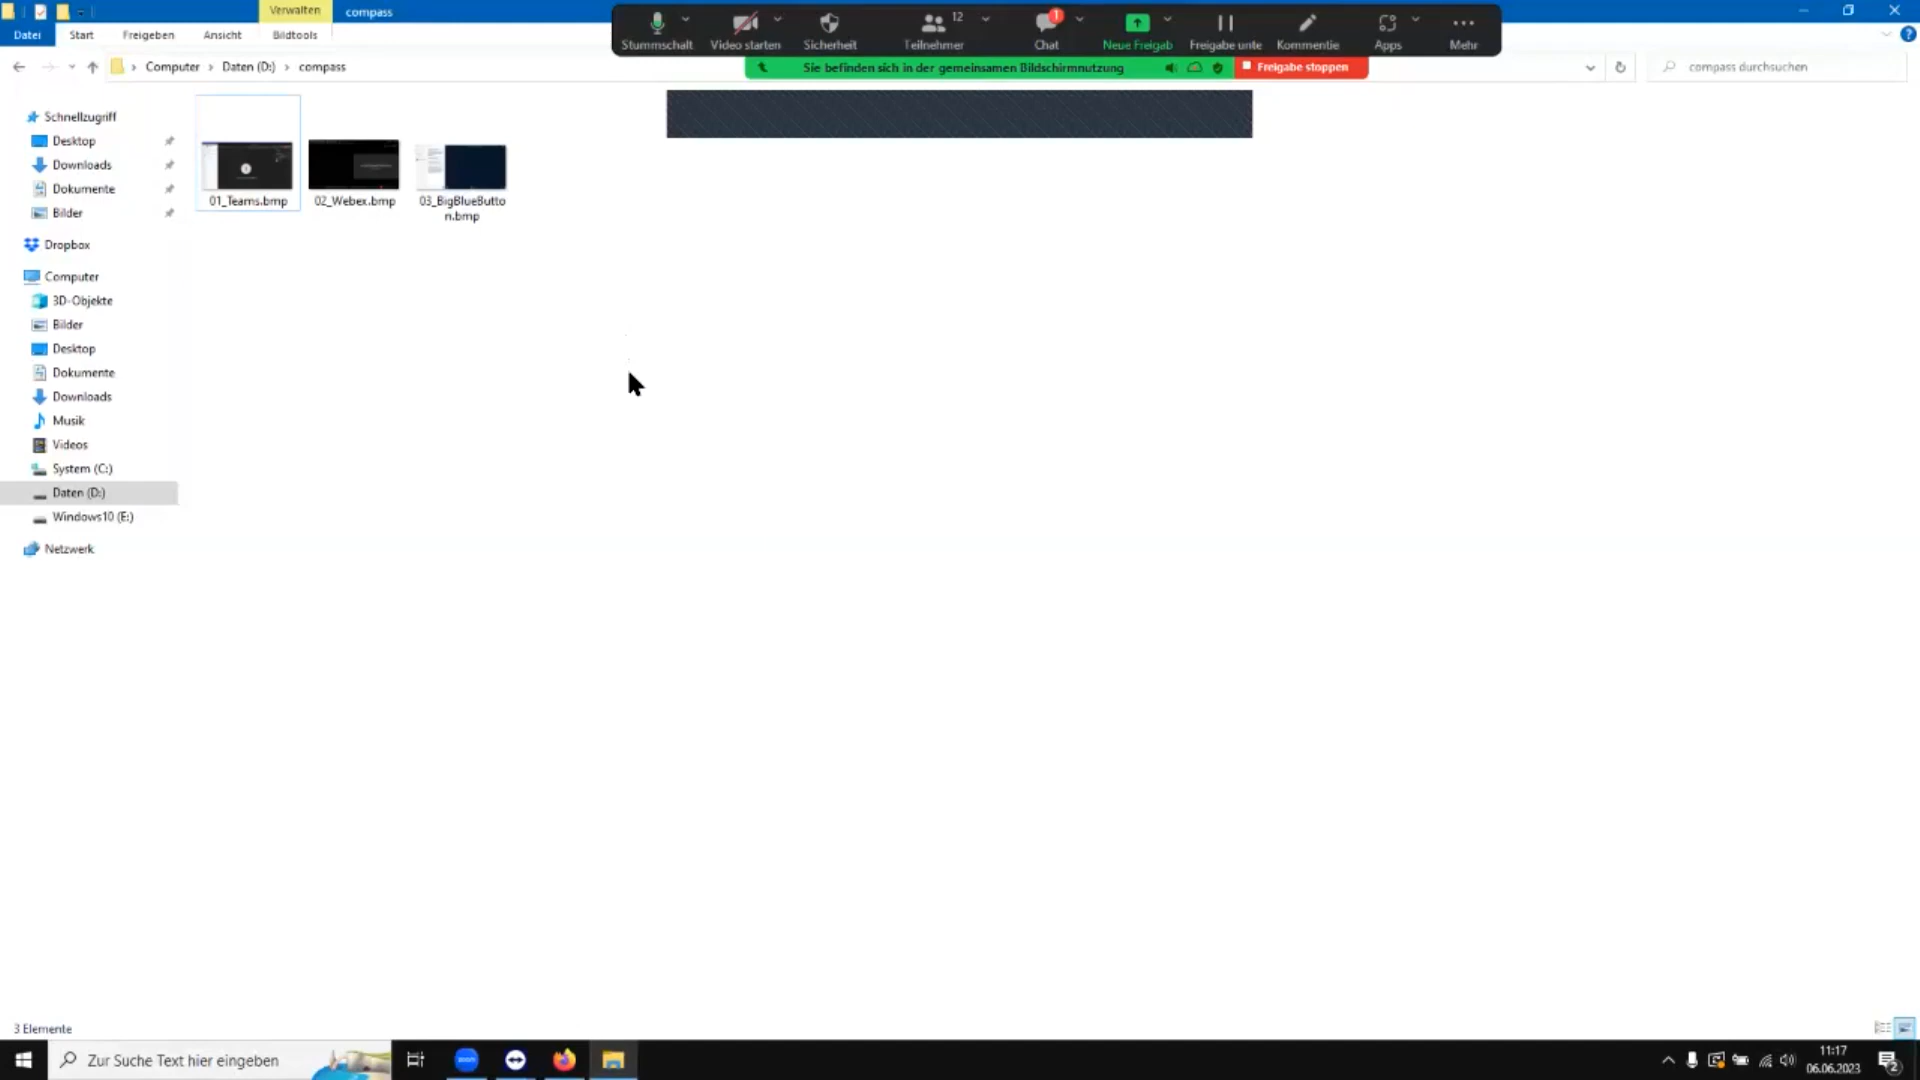 Verwalten
compass
Datei
Start
Freigeben
Ansicht
Bildtools
Stummschalt
Video starten
Sicherheit
12
Teilnehmer
1
Chat
Neue Freigab
Freigabe unte
Kommentie
Apps
Mehr
Sie befinden sich in der gemeinsamen Bildschirmnutzung
Freigabe stoppen
Computer > Daten (D:) > compass
compass durchsuchen
Schnellzugriff
Desktop
Downloads
Dokumente
Bilder
Dropbox
Computer
3D-Objekte
Bilder
Desktop
Dokumente
Downloads
Musik
Videos
System (C:)
Daten (D:)
Windows10 (E:)
Netzwerk
01_Teams.bmp
02_Webex.bmp
03_BigBlueButto
n.bmp
3 Elemente
Zur Suche Text hier eingeben
zoom
11:17
06.06.2023
2